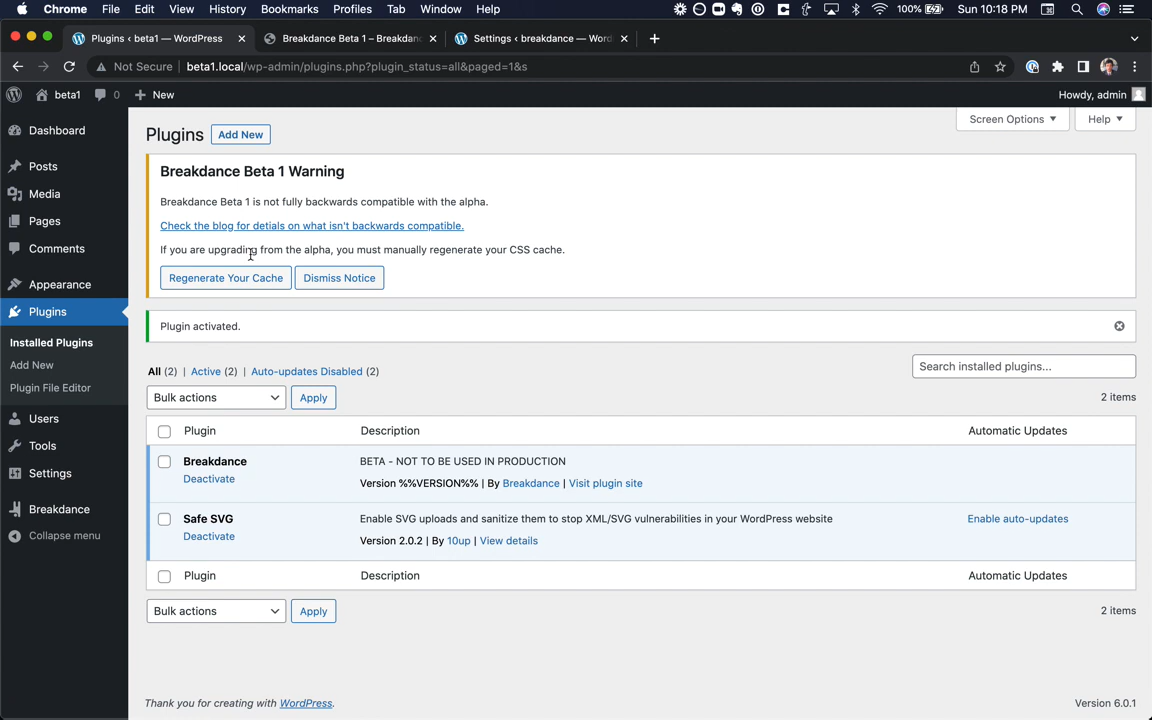 Chrome File Edit View History Bookmarks Profiles Tab Window Help 100% Sun 10:18 PM
Plugins ‹ beta1 — WordPress Breakdance Beta 1 – Breakdan Settings ‹ breakdance — Word
Not Secure beta1.local/wp-admin/plugins.php?plugin_status=all&paged=1&s
beta1 0 New Howdy, admin
Screen Options Help
Dashboard
Posts
Media
Pages
Comments
Appearance
Plugins
Installed Plugins
Add New
Plugin File Editor
Users
Tools
Settings
Breakdance
Collapse menu
Plugins Add New
Breakdance Beta 1 Warning
Breakdance Beta 1 is not fully backwards compatible with the alpha.
Check the blog for detials on what isn't backwards compatible.
If you are upgrading from the alpha, you must manually regenerate your CSS cache.
Regenerate Your Cache Dismiss Notice
Plugin activated.
All (2) | Active (2) | Auto-updates Disabled (2)
Search installed plugins...
Bulk actions Apply 2 items
Plugin Description Automatic Updates
Breakdance BETA - NOT TO BE USED IN PRODUCTION
Deactivate Version %%VERSION%% | By Breakdance | Visit plugin site
Safe SVG Enable SVG uploads and sanitize them to stop XML/SVG vulnerabilities in your WordPress website Enable auto-updates
Deactivate Version 2.0.2 | By 10up | View details
Plugin Description Automatic Updates
Bulk actions Apply 2 items
Thank you for creating with WordPress. Version 6.0.1